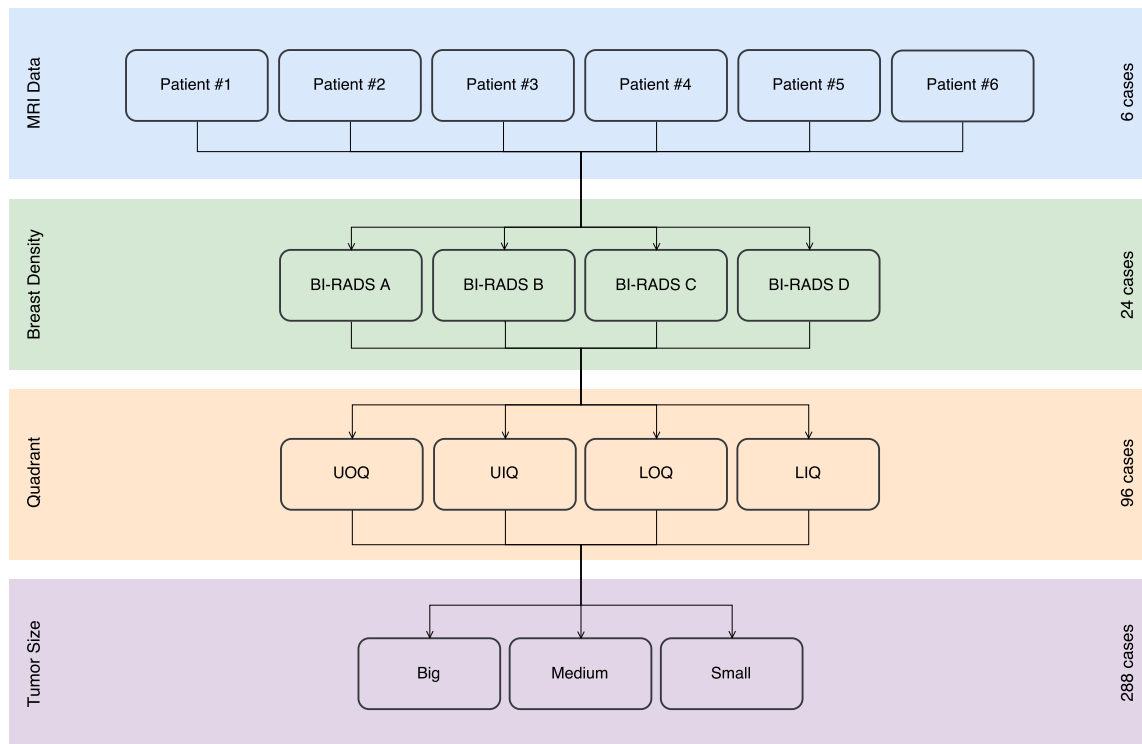 MRI Data
Patient #1
Patient #2
Patient #3
Patient #4
Patient #5
Patient #6
6 cases
Breast Density
BI-RADS A
BI-RADS B
BI-RADS C
BI-RADS D
24 cases
Quadrant
UOQ
UIQ
LOQ
LIQ
96 cases
Tumor Size
Big
Medium
Small
288 cases